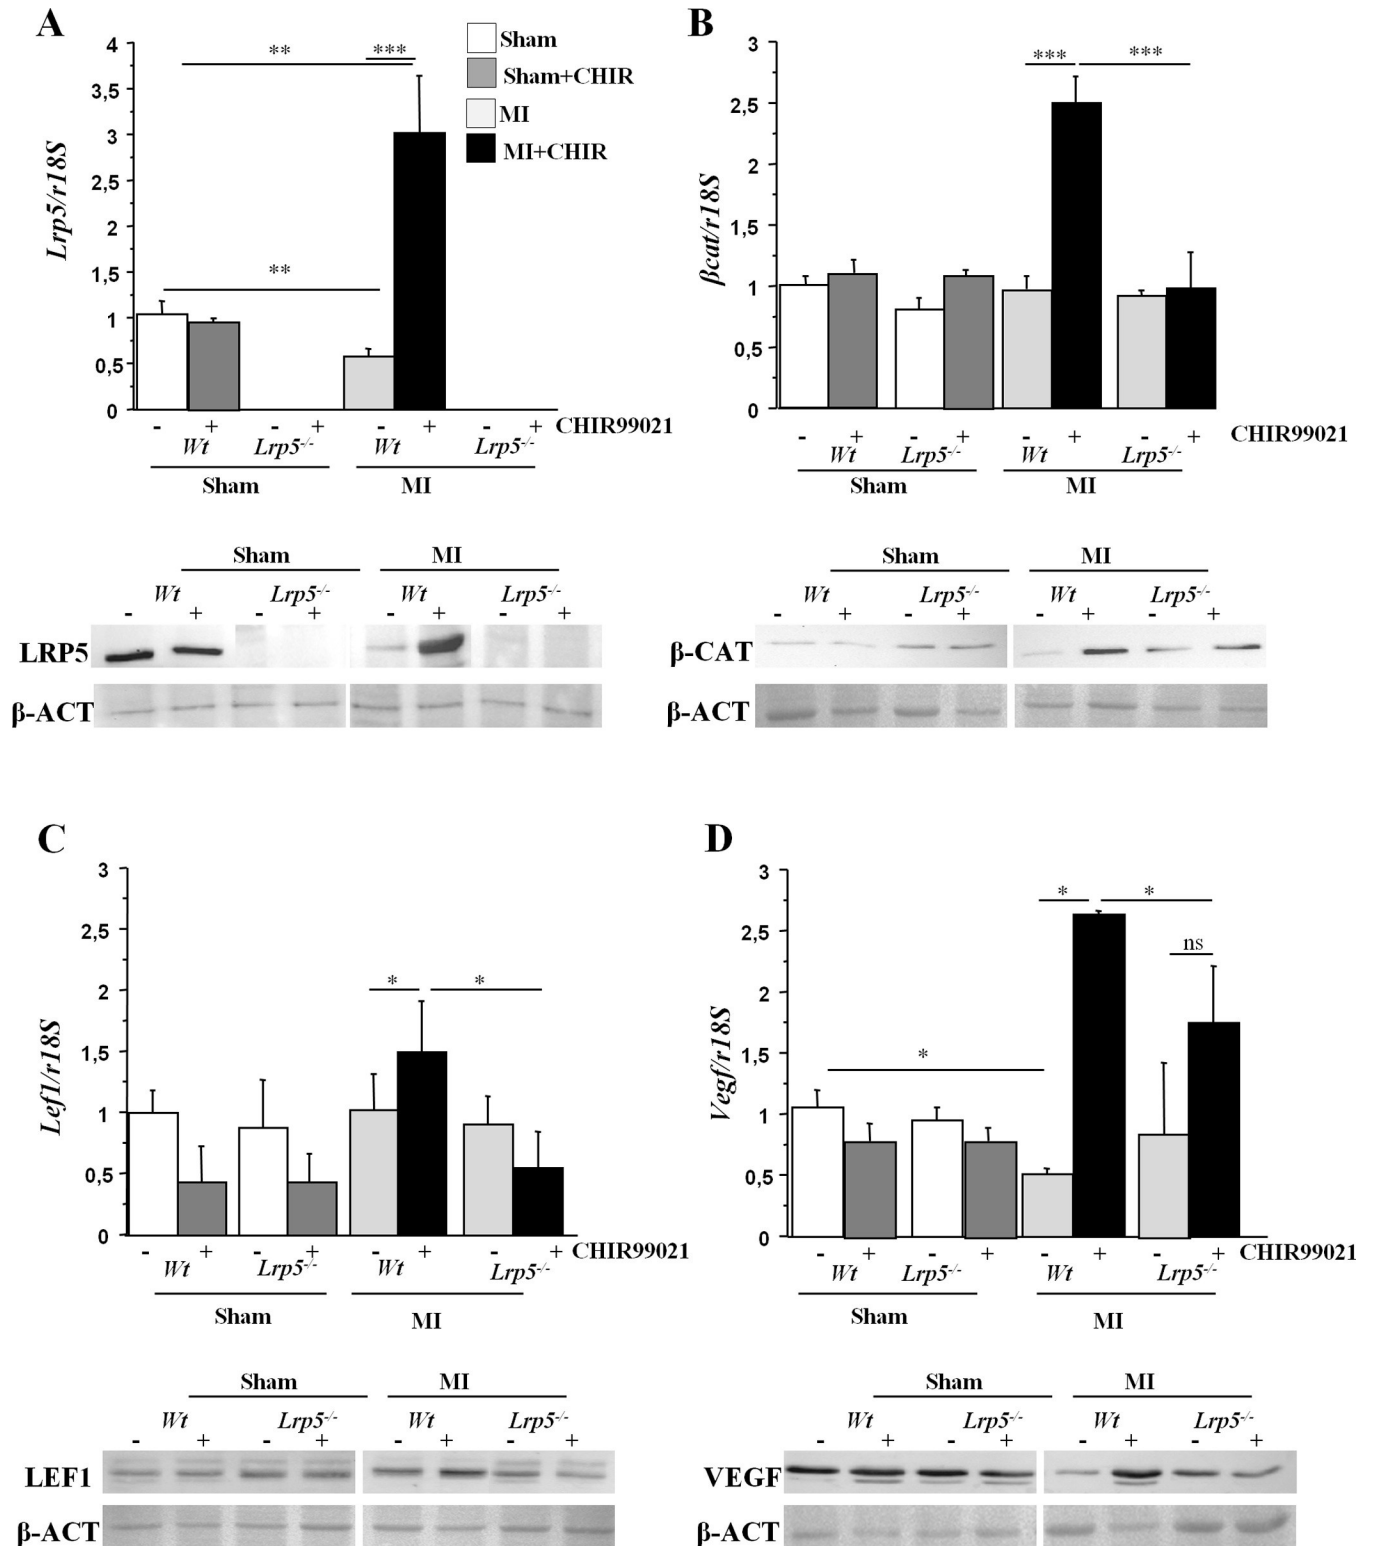 A
Lrp5/r18S
4
3,5
3
2,5
2
1,5
1
0,5
0
** ***
**
Sham
Sham+CHIR
MI
MI+CHIR
- + - + - + - + CHIR99021
Wt Lrp5-/- Wt Lrp5-/-
Sham MI
Sham MI
Wt Lrp5-/- Wt Lrp5-/-
- + - + - + - +
LRP5
β-ACT
B
βcat/r18S
3
2,5
2
1,5
1
0,5
0
*** ***
- + - + - + - + CHIR99021
Wt Lrp5-/- Wt Lrp5-/-
Sham MI
Sham MI
Wt Lrp5-/- Wt Lrp5-/-
- + - + - + - +
β-CAT
β-ACT
C
Lef1/r18S
3
2,5
2
1,5
1
0,5
0
* *
- + - + - + - + CHIR99021
Wt Lrp5-/- Wt Lrp5-/-
Sham MI
Sham MI
Wt Lrp5-/- Wt Lrp5-/-
- + - + - + - +
LEF1
β-ACT
D
Vegf/r18S
3
2,5
2
1,5
1
0,5
0
* *
ns
*
- + - + - + - + CHIR99021
Wt Lrp5-/- Wt Lrp5-/-
Sham MI
Sham MI
Wt Lrp5-/- Wt Lrp5-/-
- + - + - + - +
VEGF
β-ACT